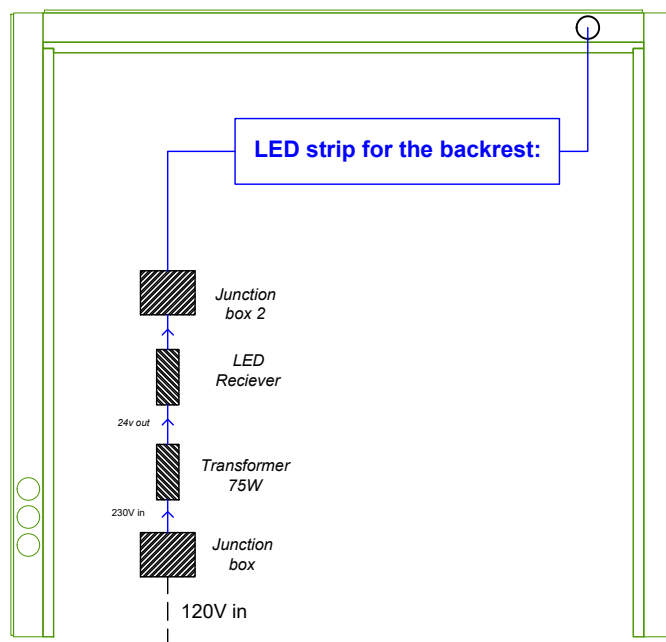 LED strip for the backrest:
Junction
box 2
LED
Reciever
24v out
Transformer
75W
230V in
Junction
box
120V in